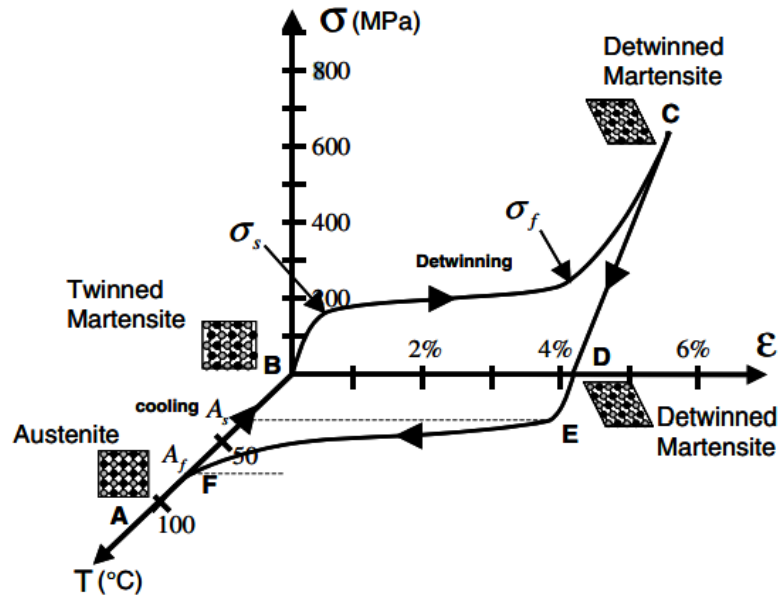 σ (MPa)
Detwinned
Martensite
C
800
600
400
200
σs
σf
Detwinning
Twinned
Martensite
B
2%
4%
D
6%
ε
cooling
As
Detwinned
Martensite
E
Austenite
50
Af
F
A
100
T (°C)